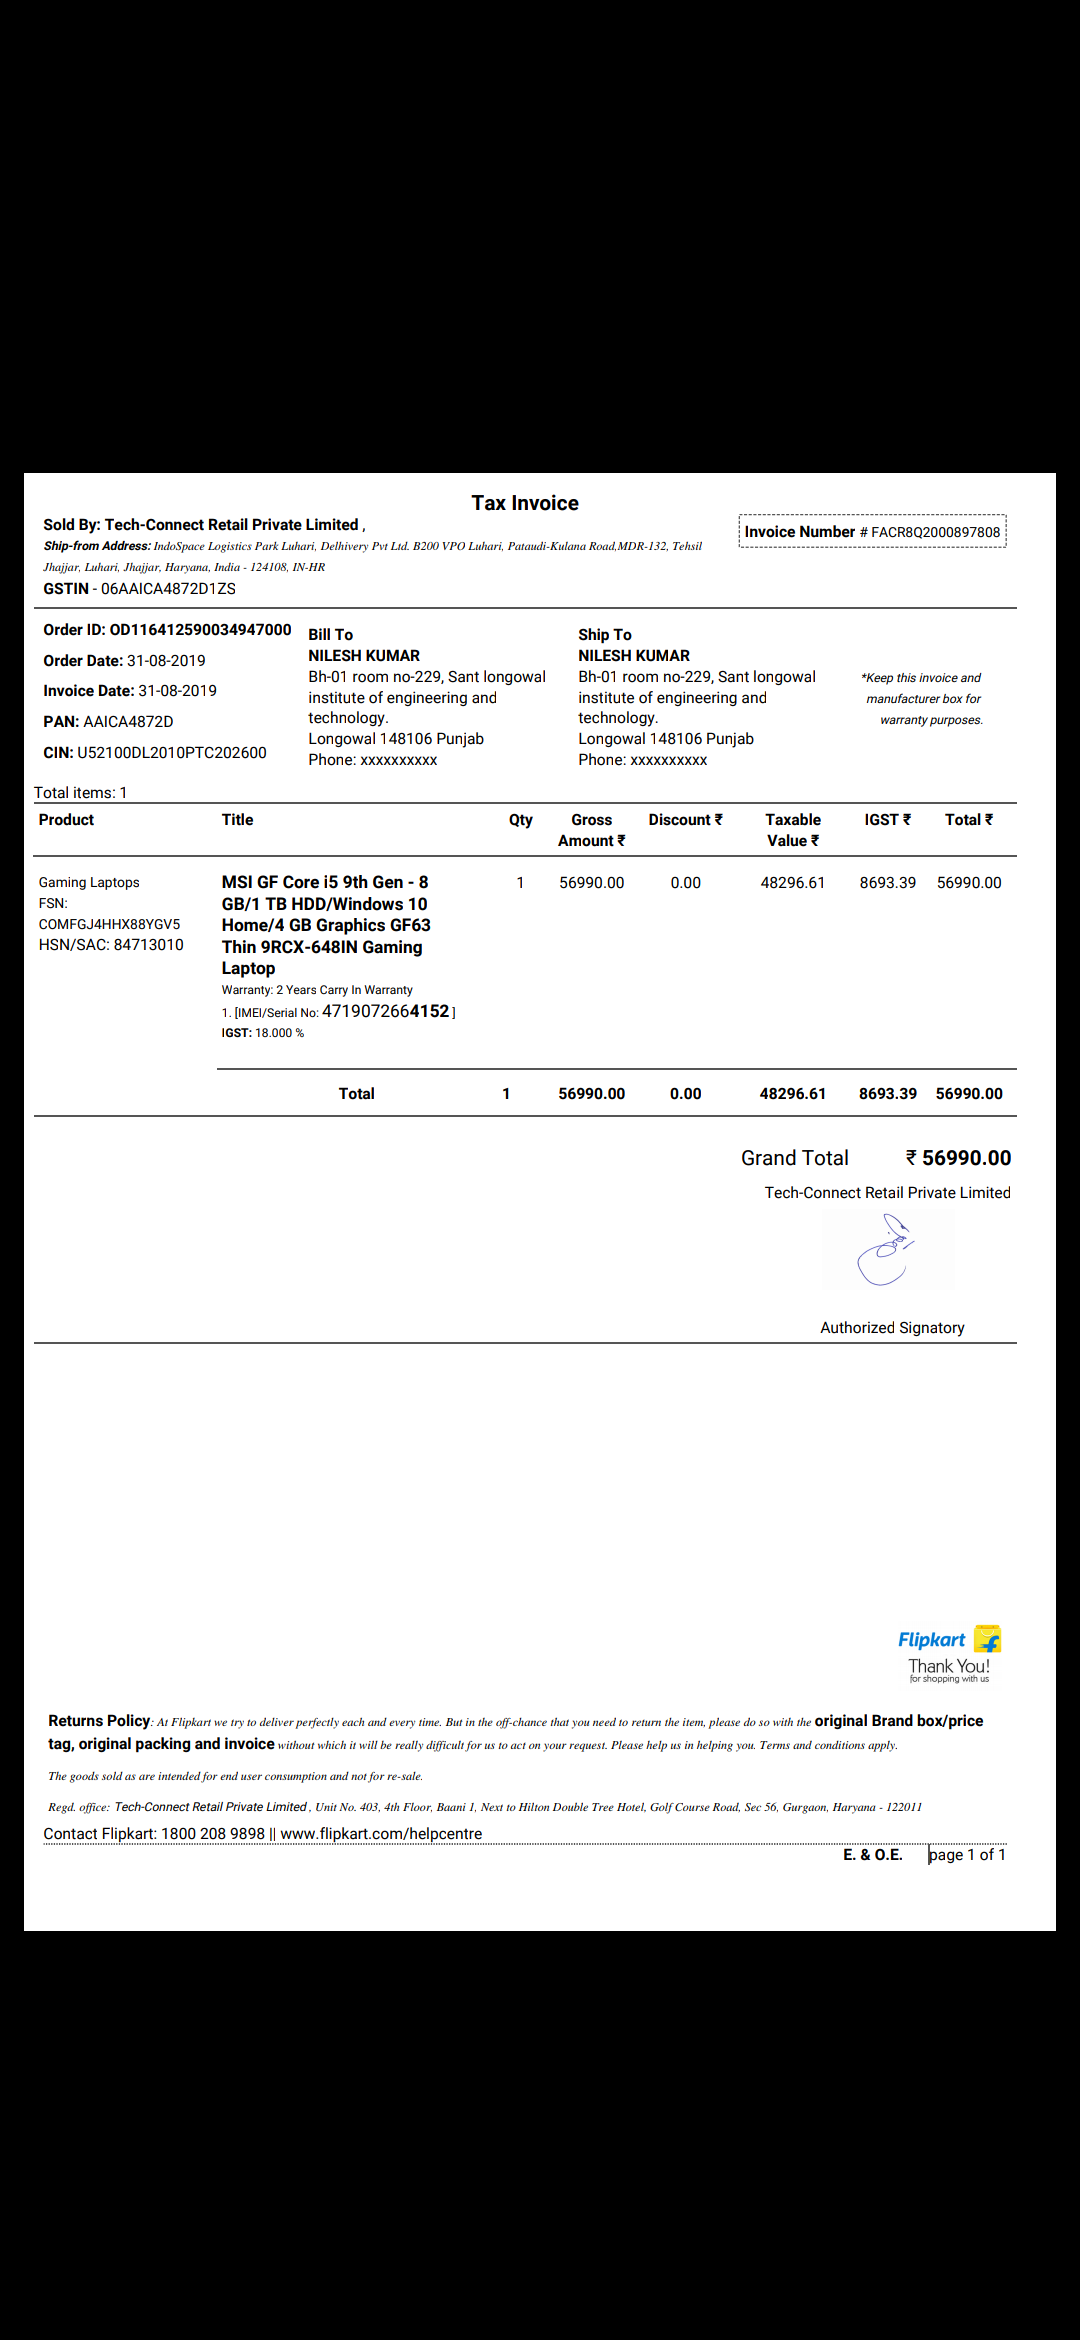 Tax Invoice
Sold By: Tech-Connect Retail Private Limited ,
Invoice Number # FACR8Q2000897808
Ship-from Address: IndoSpace Logistics Park Luhari, Delhivery Pvt Ltd. B200 VPO Luhari, Pataudi-Kulana Road,MDR-132, Tehsil
Jhajjar, Luhari, Jhajjar, Haryana, India - 124108, IN-HR
GSTIN - 06AAICA4872D1ZS
Order ID: OD116412590034947000
Order Date: 31-08-2019
Invoice Date: 31-08-2019
PAN: AAICA4872D
CIN: U52100DL2010PTC202600
Bill To
NILESH KUMAR
Bh-01 room no-229, Sant longowal
institute of engineering and
technology.
Longowal 148106 Punjab
Phone: xxxxxxxxxx
Ship To
NILESH KUMAR
Bh-01 room no-229, Sant longowal
institute of engineering and
technology.
Longowal 148106 Punjab
Phone: xxxxxxxxxx
*Keep this invoice and
manufacturer box for
warranty purposes.
Total items: 1
Product Title Qty Gross Amount ₹ Discount ₹ Taxable Value ₹ IGST ₹ Total ₹
Gaming Laptops
FSN:
COMFGJ4HHX88YGV5
HSN/SAC: 84713010
MSI GF Core i5 9th Gen - 8
GB/1 TB HDD/Windows 10
Home/4 GB Graphics GF63
Thin 9RCX-648IN Gaming
Laptop
Warranty: 2 Years Carry In Warranty
1. [IMEI/Serial No: 4719072664152 ]
IGST: 18.000 %
1 56990.00 0.00 48296.61 8693.39 56990.00
Total 1 56990.00 0.00 48296.61 8693.39 56990.00
Grand Total ₹ 56990.00
Tech-Connect Retail Private Limited
Authorized Signatory
Flipkart
Thank You!
for shopping with us
Returns Policy: At Flipkart we try to deliver perfectly each and every time. But in the off-chance that you need to return the item, please do so with the original Brand box/price
tag, original packing and invoice without which it will be really difficult for us to act on your request. Please help us in helping you. Terms and conditions apply.
The goods sold as are intended for end user consumption and not for re-sale.
Regd. office: Tech-Connect Retail Private Limited , Unit No. 403, 4th Floor, Baani 1, Next to Hilton Double Tree Hotel, Golf Course Road, Sec 56, Gurgaon, Haryana - 122011
Contact Flipkart: 1800 208 9898 || www.flipkart.com/helpcentre
E. & O.E. page 1 of 1